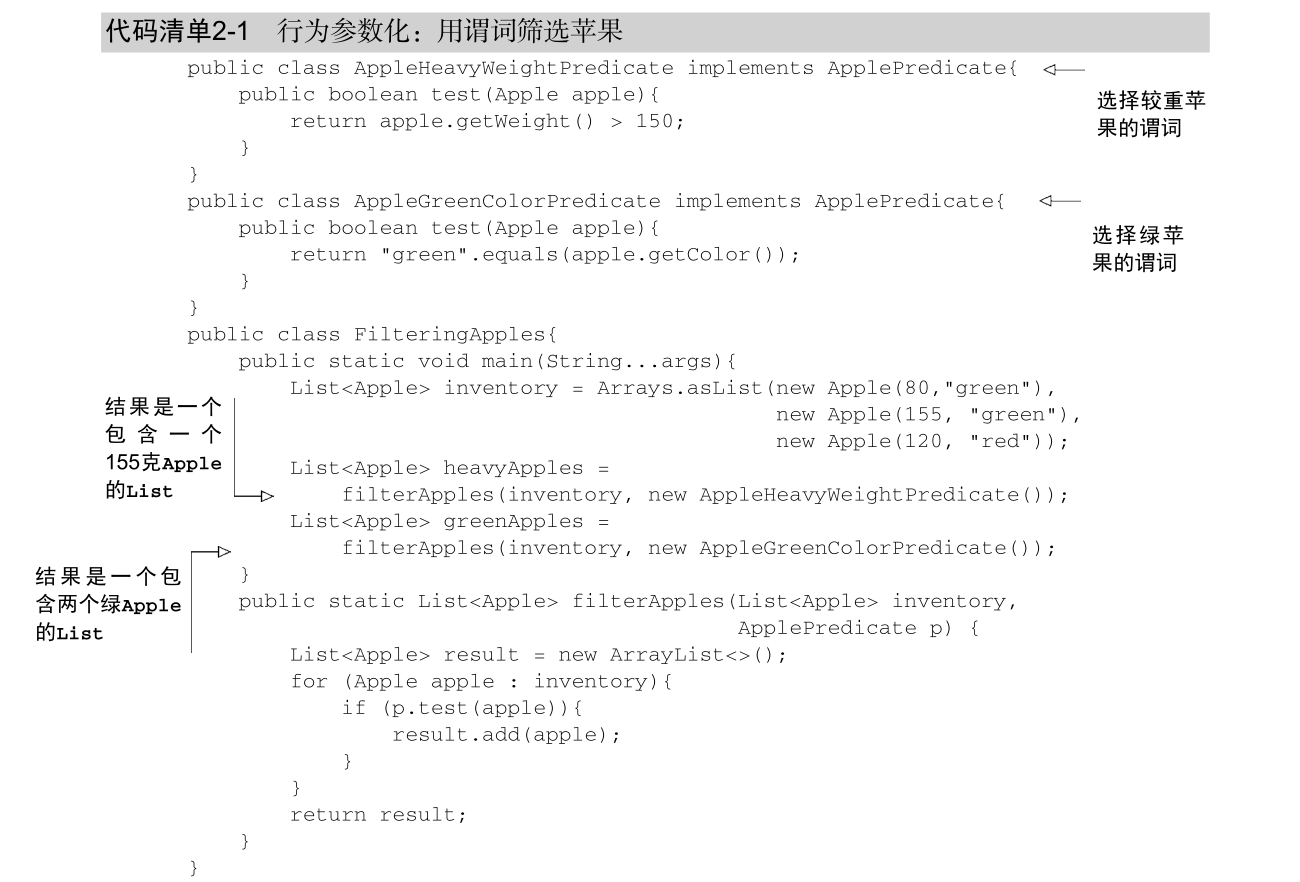 代码清单2-1 行为参数化：用谓词筛选苹果
public class AppleHeavyWeightPredicate implements ApplePredicate{
选择较重苹
果的谓词
public boolean test(Apple apple){
return apple.getWeight() > 150;
}
}
public class AppleGreenColorPredicate implements ApplePredicate{
选择绿苹
果的谓词
public boolean test(Apple apple){
return "green".equals(apple.getColor());
}
}
public class FilteringApples{
public static void main(String...args){
List<Apple> inventory = Arrays.asList(new Apple(80,"green"),
new Apple(155, "green"),
new Apple(120, "red"));
结果是一个
包含一个
155克Apple
的List
List<Apple> heavyApples =
filterApples(inventory, new AppleHeavyWeightPredicate());
List<Apple> greenApples =
filterApples(inventory, new AppleGreenColorPredicate());
结果是一个包
含两个绿Apple
的List
}
public static List<Apple> filterApples(List<Apple> inventory,
ApplePredicate p) {
List<Apple> result = new ArrayList<>();
for (Apple apple : inventory){
if (p.test(apple)){
result.add(apple);
}
}
return result;
}
}